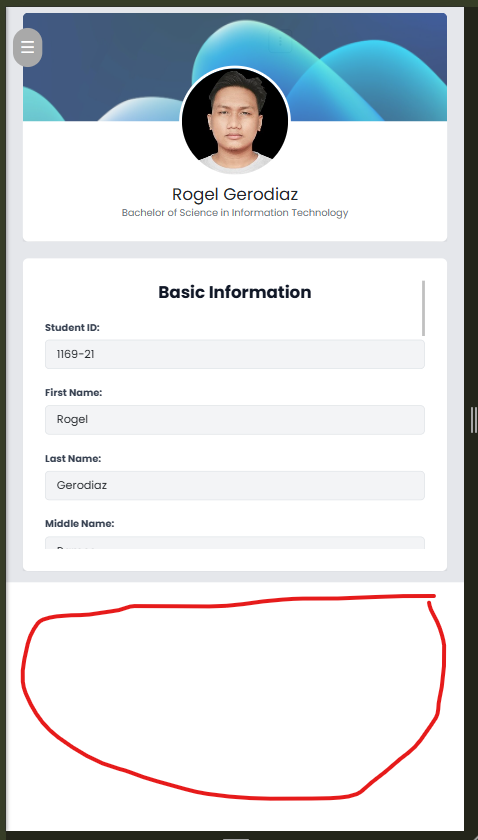 Rogel Gerodiaz
Bachelor of Science in Information Technology
Basic Information
Student ID:
1169-21
First Name:
Rogel
Last Name:
Gerodiaz
Middle Name: